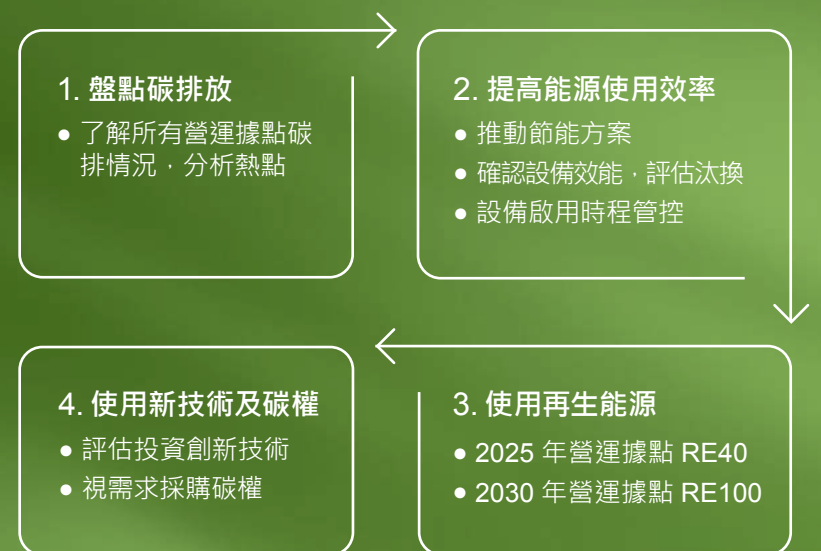 1. 盤點碳排放
● 了解所有營運據點碳
排情況，分析熱點
2. 提高能源使用效率
● 推動節能方案
● 確認設備效能，評估汰換
● 設備啟用時程管控
3. 使用再生能源
● 2025 年營運據點 RE40
● 2030 年營運據點 RE100
4. 使用新技術及碳權
● 評估投資創新技術
● 視需求採購碳權